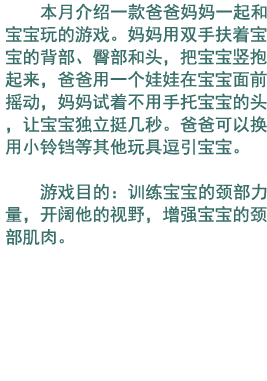 本月介绍一款爸爸妈妈一起和
宝宝玩的游戏。妈妈用双手扶着宝
宝的背部、臀部和头，把宝宝竖抱
起来，爸爸用一个娃娃在宝宝面前
摇动，妈妈试着不用手托宝宝的头
，让宝宝独立挺几秒。爸爸可以换
用小铃铛等其他玩具逗引宝宝。
游戏目的：训练宝宝的颈部力
量，开阔他的视野，增强宝宝的颈
部肌肉。